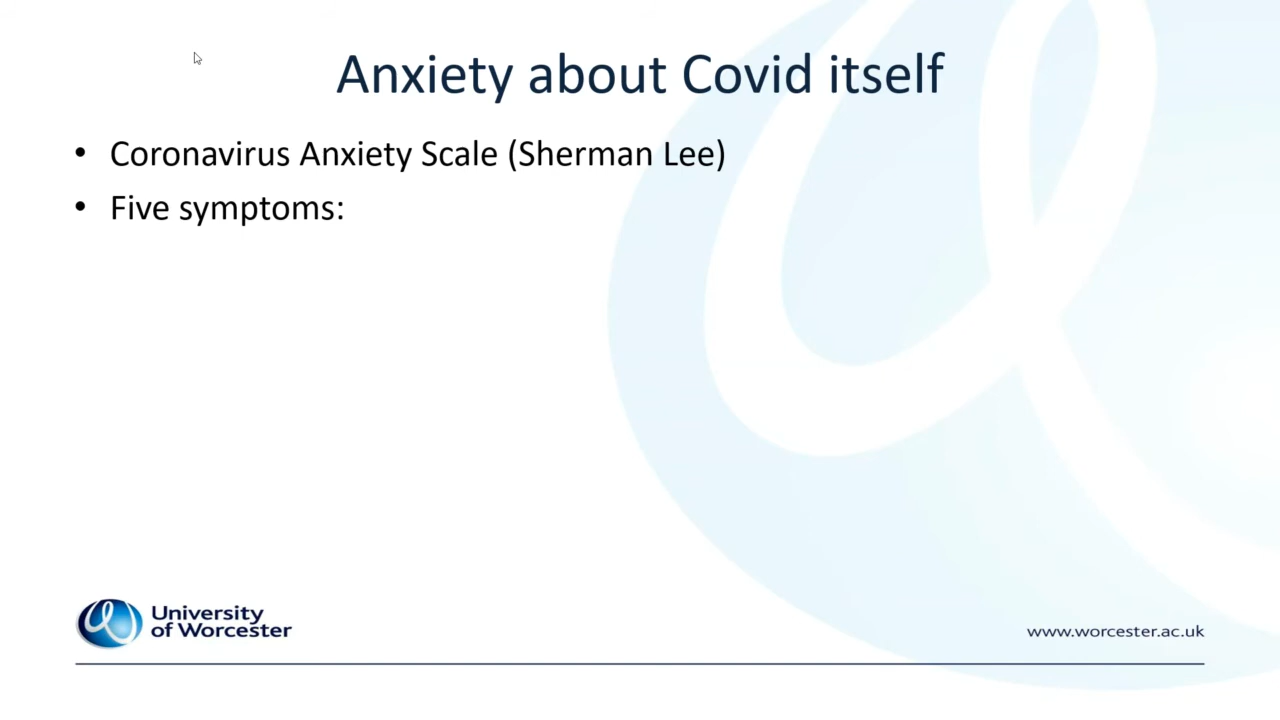 Anxiety about Covid itself
• Coronavirus Anxiety Scale (Sherman Lee)
• Five symptoms:
University
of Worcester
www.worcester.ac.uk